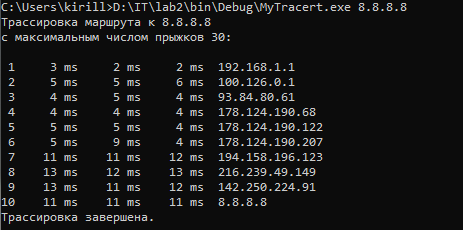 C:\Users\kirill>D:\IT\lab2\bin\Debug\MyTracert.exe 8.8.8.8
Трассировка маршрута к 8.8.8.8
с максимальным числом прыжков 30:
1 3 ms 2 ms 2 ms 192.168.1.1
2 5 ms 5 ms 6 ms 100.126.0.1
3 4 ms 5 ms 4 ms 93.84.80.61
4 4 ms 4 ms 4 ms 178.124.190.68
5 5 ms 5 ms 4 ms 178.124.190.122
6 5 ms 9 ms 4 ms 178.124.190.207
7 11 ms 11 ms 12 ms 194.158.196.123
8 13 ms 12 ms 13 ms 216.239.49.149
9 13 ms 11 ms 12 ms 142.250.224.91
10 11 ms 11 ms 11 ms 8.8.8.8
Трассировка завершена.